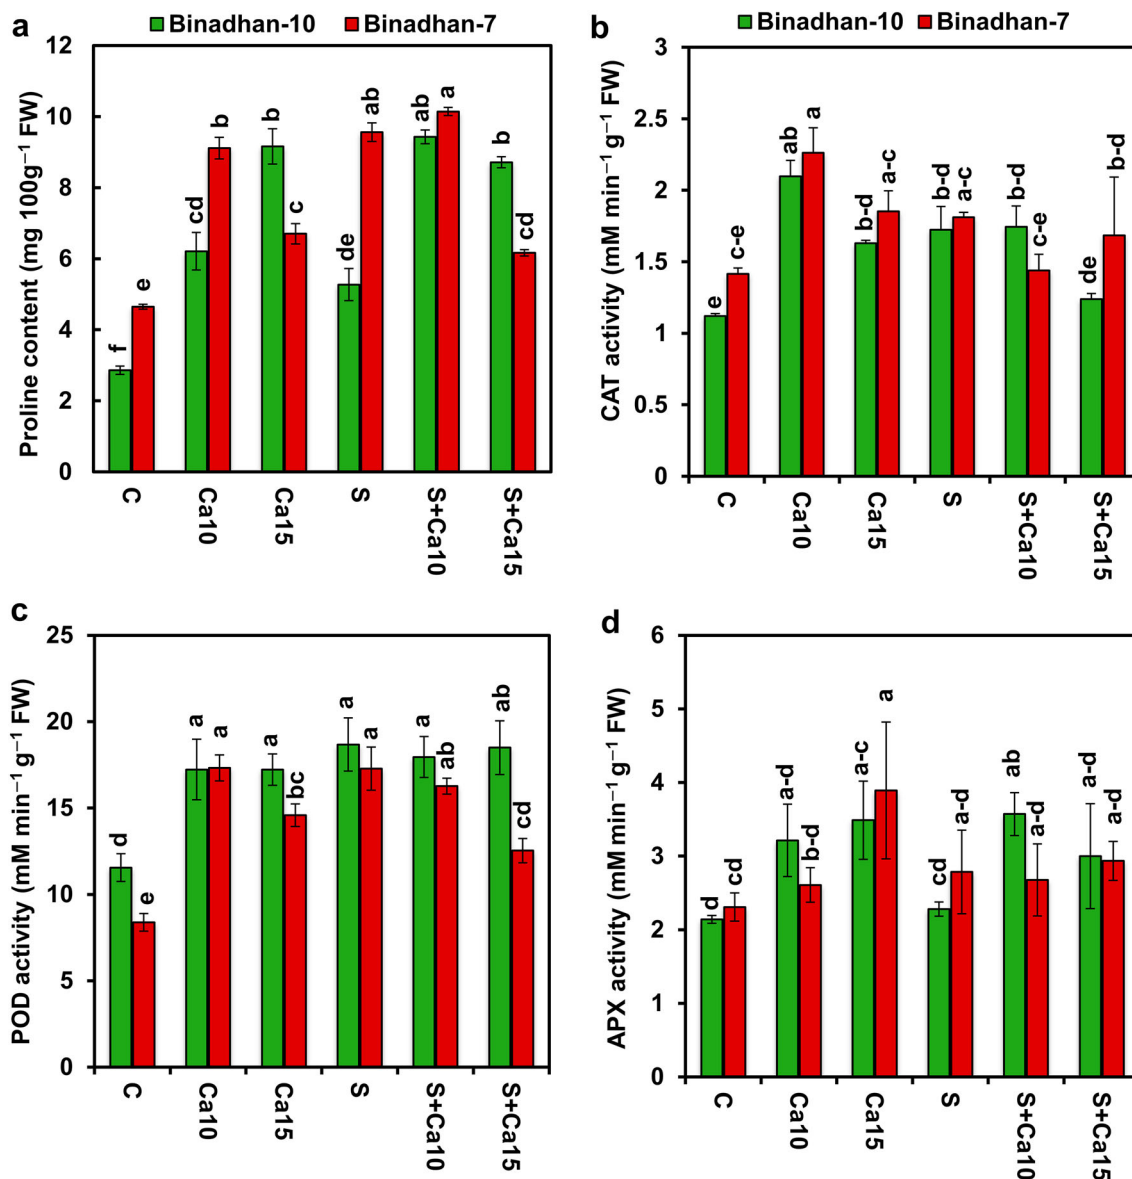 a
Binadhan-10 Binadhan-7
Proline content (mg 100g⁻¹ FW)
12
10
8
6
4
2
0
f e cd b b c de ab ab a b cd
C Ca10 Ca15 S S+Ca10 S+Ca15
b
Binadhan-10 Binadhan-7
CAT activity (mM min⁻¹ g⁻¹ FW)
3
2.5
2
1.5
1
0.5
0
e c-e ab a b-d a-c b-d a-c b-d c-e de b-d
C Ca10 Ca15 S S+Ca10 S+Ca15
c
POD activity (mM min⁻¹ g⁻¹ FW)
25
20
15
10
5
0
d e a a a bc a a a ab ab cd
C Ca10 Ca15 S S+Ca10 S+Ca15
d
APX activity (mM min⁻¹ g⁻¹ FW)
6
5
4
3
2
1
0
d cd a-d b-d a-c a cd a-d ab a-d a-d a-d
C Ca10 Ca15 S S+Ca10 S+Ca15